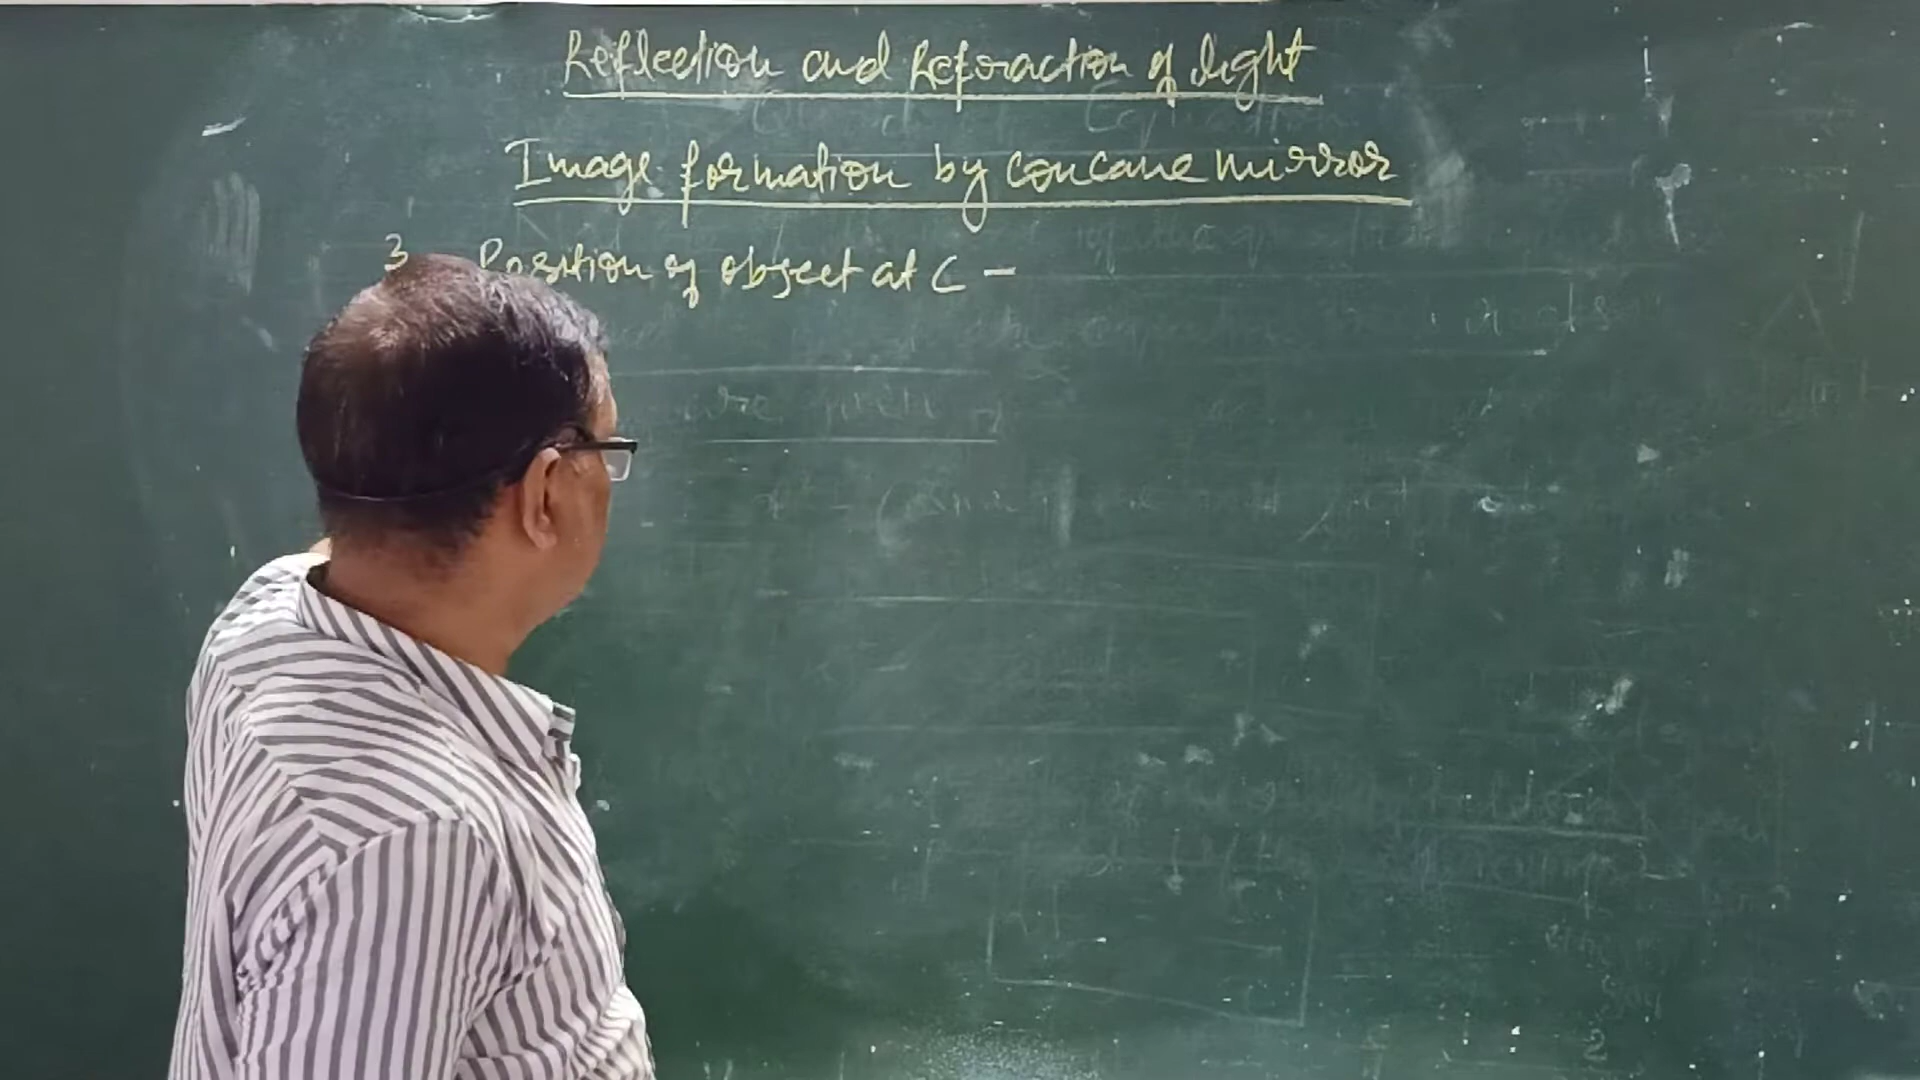 Reflection and Refraction of light
Image formation by concave mirror
3 Position of object at C –